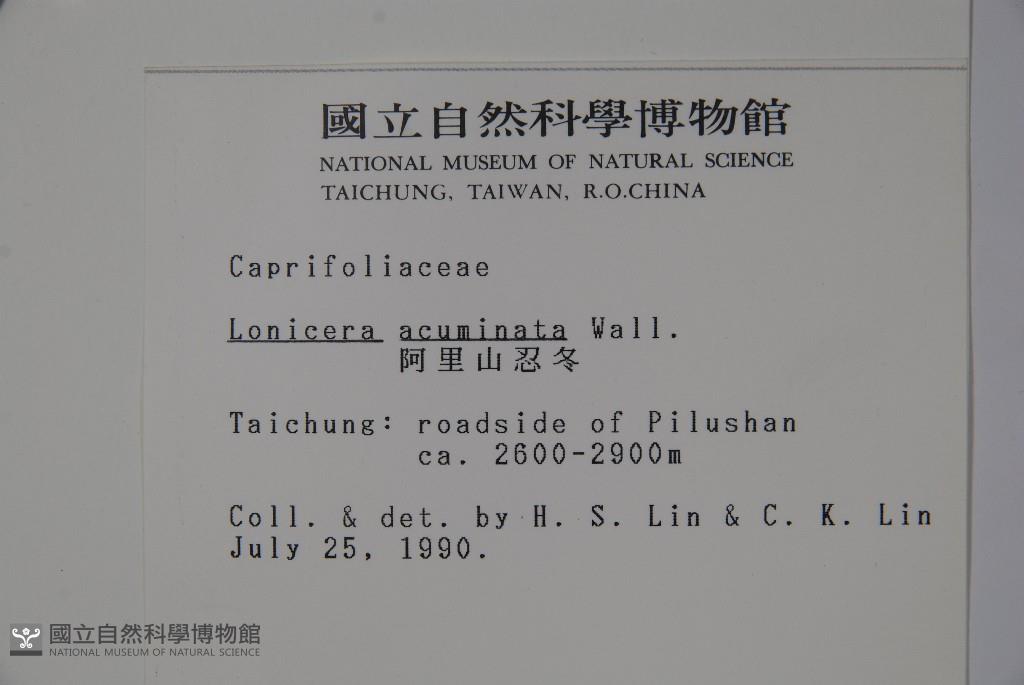 國立自然科學博物館
NATIONAL MUSEUM OF NATURAL SCIENCE
TAICHUNG, TAIWAN, R.O.CHINA
Caprifoliaceae
Lonicera acuminata Wall.
阿里山忍冬
Taichung: roadside of Pilushan
ca. 2600-2900m
Coll. & det. by H. S. Lin & C. K. Lin
July 25, 1990.
國立自然科學博物館
NATIONAL MUSEUM OF NATURAL SCIENCE